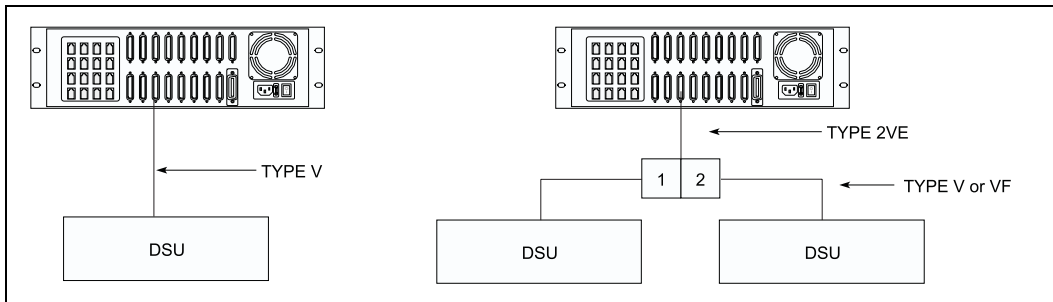 TYPE V
DSU
TYPE 2VE
1 2
TYPE V or VF
DSU
DSU